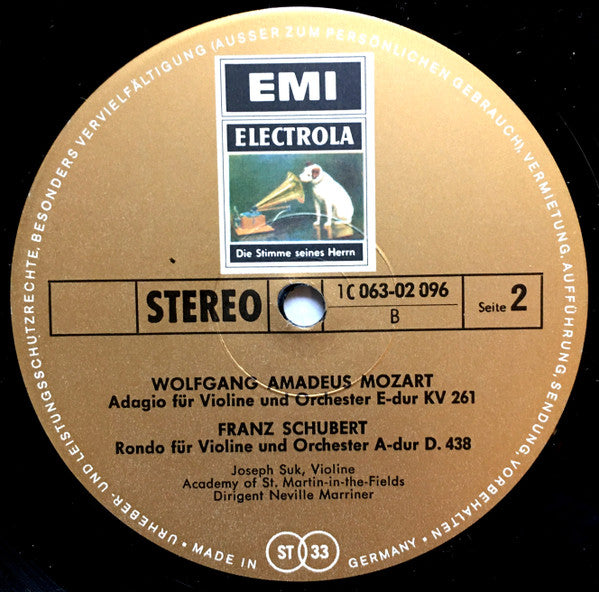 EMI
ELECTROLA
Die Stimme seines Herrn
STEREO
1C 063-02 096
B
Seite 2
WOLFGANG AMADEUS MOZART
Adagio für Violine und Orchester E-dur KV 261
FRANZ SCHUBERT
Rondo für Violine und Orchester A-dur D. 438
Joseph Suk, Violine
Academy of St. Martin-in-the-Fields
Dirigent Neville Marriner
URHEBER- UND LEISTUNGSSCHUTZRECHTE, BESONDERS VERVIELFÄLTIGUNG (AUSSER ZUM PERSÖNLICHEN GEBRAUCH), VERMIETUNG, AUFFÜHRUNG, SENDUNG, VORBEHALTEN • MADE IN GERMANY •
ST 33